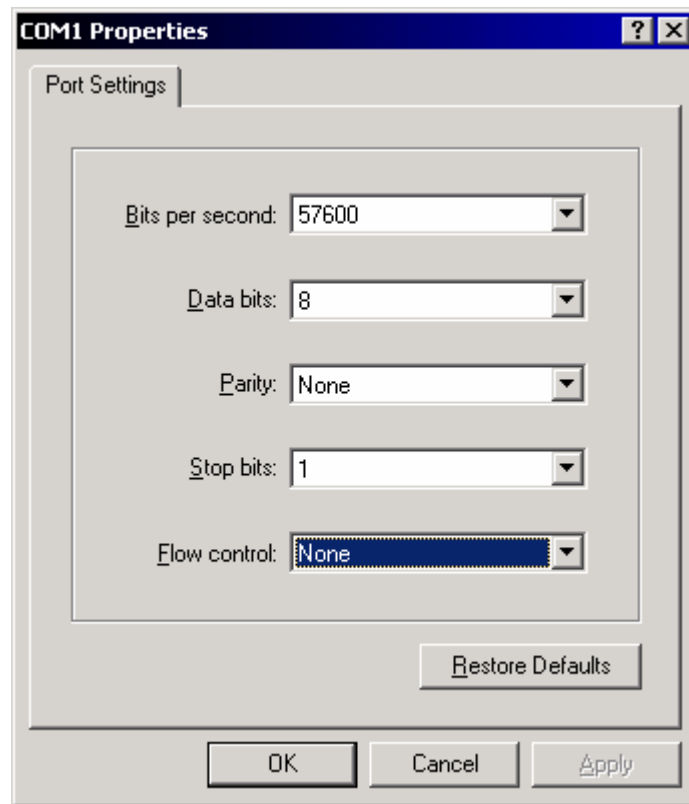 COM1 Properties
Port Settings
Bits per second: 57600
Data bits: 8
Parity: None
Stop bits: 1
Flow control: None
Restore Defaults
OK Cancel Apply